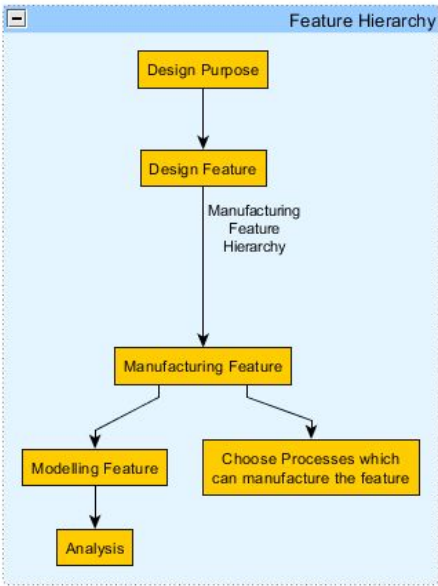 Feature Hierarchy
Design Purpose
Design Feature
Manufacturing
Feature
Hierarchy
Manufacturing Feature
Modelling Feature
Choose Processes which
can manufacture the feature
Analysis